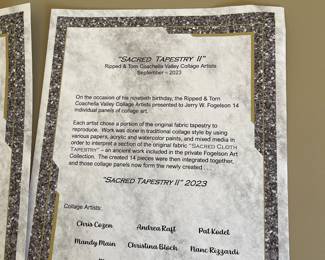 "Sacred Tapestry II"
Ripped & Torn Coachella Valley Collage Artists
September – 2023
On the occasion of his ninetieth birthday, the Ripped & Torn
Coachella Valley Collage Artists presented to Jerry W. Fogelson 14
individual panels of collage art.
Each artist chose a portion of the original fabric tapestry to
reproduce. Work was done in traditional collage style by using
various papers, acrylic and watercolor paints, and mixed media in
order to interpret a section of the original fabric "Sacred Cloth
Tapestry" – an ancient work included in the private Fogelson Art
Collection. The created 14 pieces were then integrated together,
and those collage panels now form the newly created . . .
"Sacred Tapestry II" 2023
Collage Artists:
Chris Cozen Andrea Raft Pat Kodet
Mandy Main Christina Bloch Nanc Rizzardi